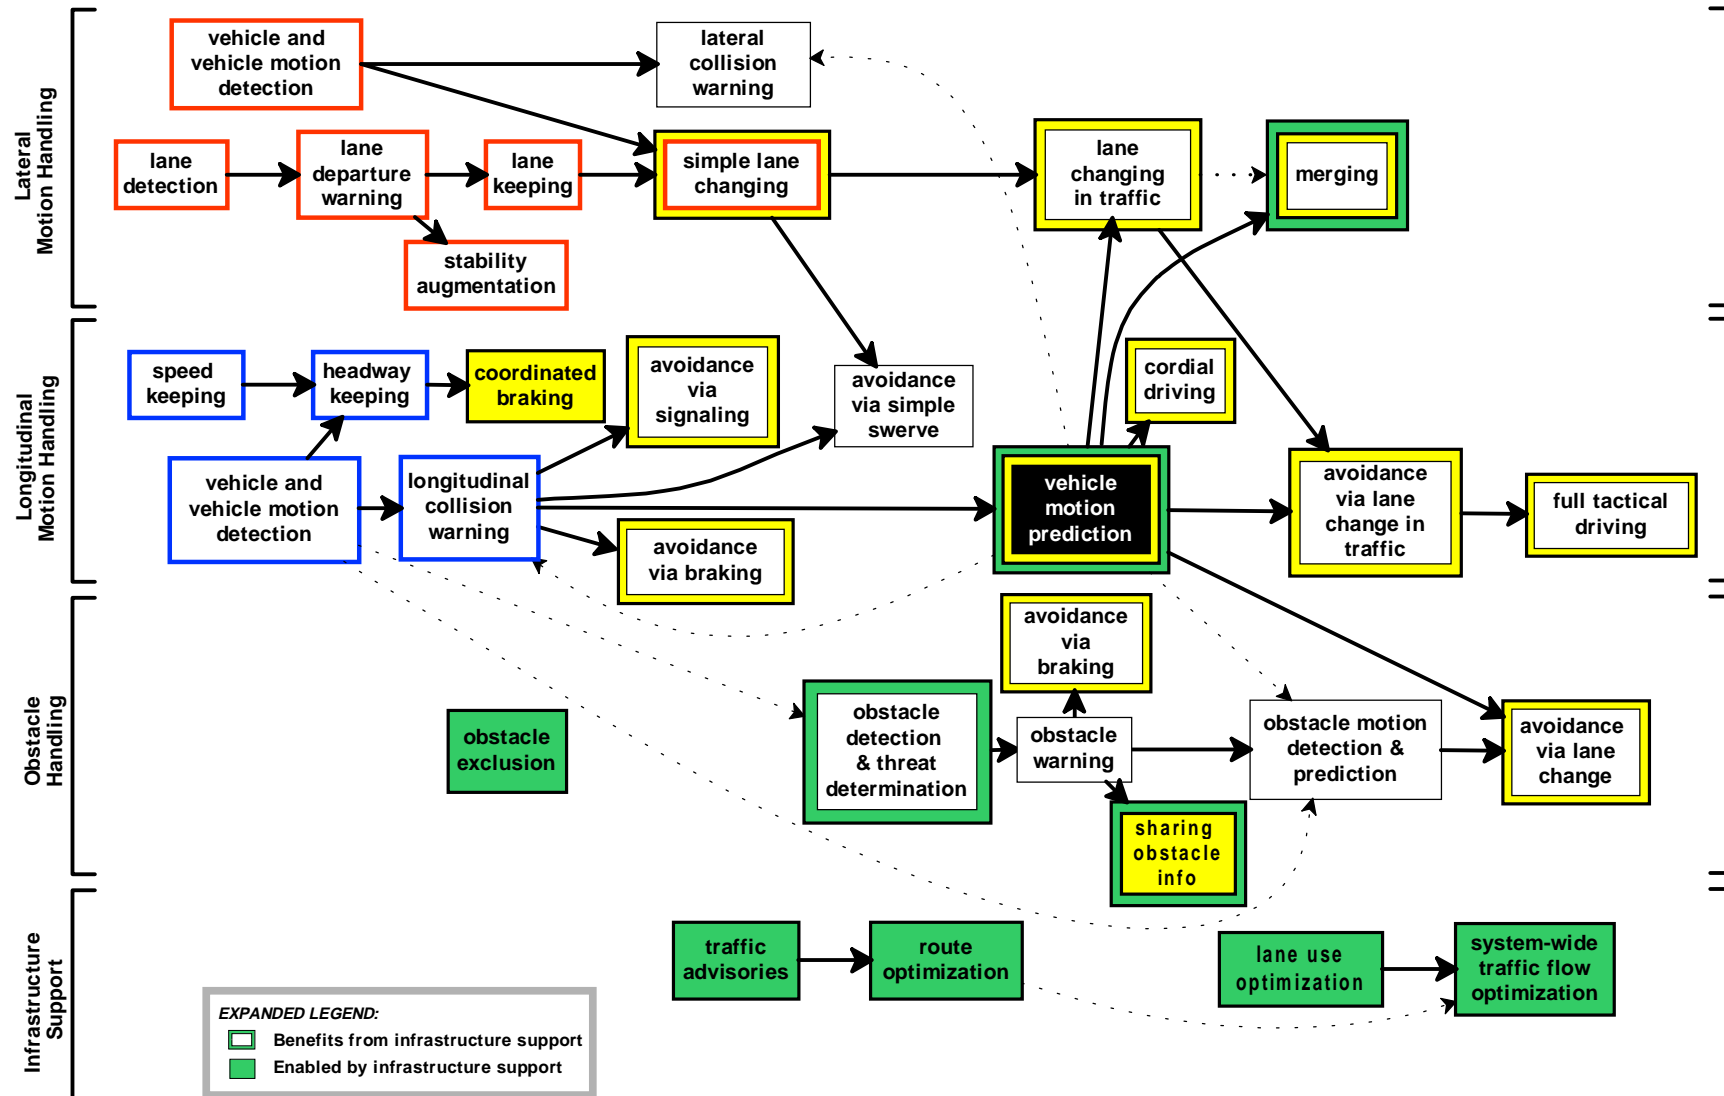 Lateral
Motion Handling
vehicle and
vehicle motion
detection
lateral
collision
warning
lane
detection
lane
departure
warning
lane
keeping
simple lane
changing
lane
changing
in traffic
merging
stability
augmentation
Longitudinal
Motion Handling
speed
keeping
headway
keeping
coordinated
braking
avoidance
via
signaling
avoidance
via simple
swerve
cordial
driving
vehicle and
vehicle motion
detection
longitudinal
collision
warning
vehicle
motion
prediction
avoidance
via lane
change in
traffic
full tactical
driving
avoidance
via braking
Obstacle
Handling
avoidance
via
braking
obstacle
exclusion
obstacle
detection
& threat
determination
obstacle
warning
obstacle motion
detection &
prediction
avoidance
via lane
change
sharing
obstacle
info
Infrastructure
Support
traffic
advisories
route
optimization
lane use
optimization
system-wide
traffic flow
optimization
EXPANDED LEGEND:
Benefits from infrastructure support
Enabled by infrastructure support